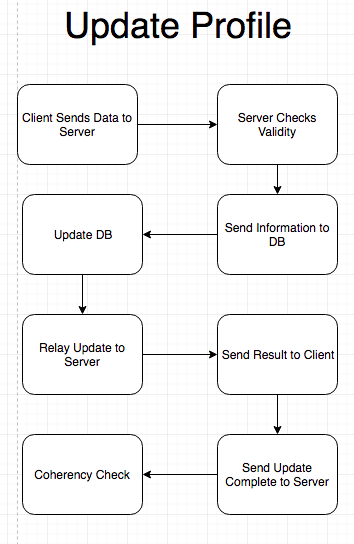 Update Profile
Client Sends Data to
Server
Server Checks
Validity
Send Information to
DB
Update DB
Relay Update to
Server
Send Result to Client
Send Update
Complete to Server
Coherency Check